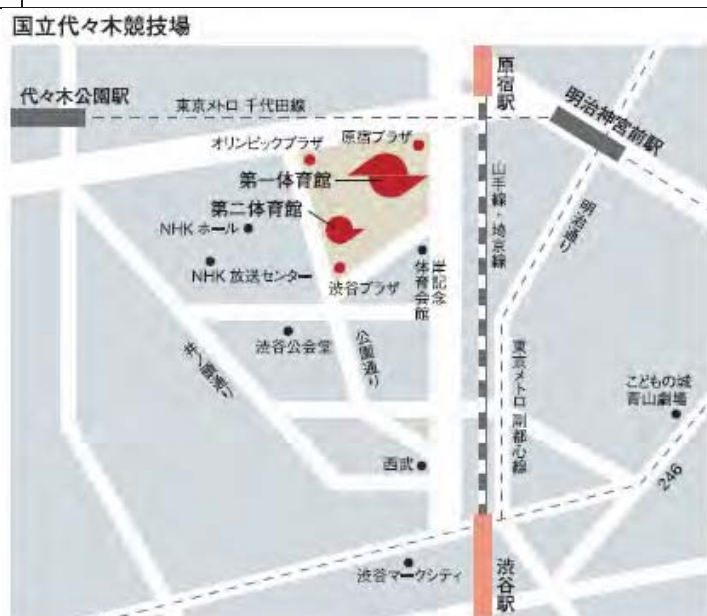 国立代々木競技場
原宿駅
代々木公園駅
東京メトロ 千代田線
明治神宮前駅
オリンピックプラザ
原宿プラザ
第一体育館
山手線・埼京線
明治通り
第二体育館
NHK ホール
NHK 放送センター
渋谷プラザ
岸記念
体育会館
渋谷公会堂
公園通り
井ノ頭通り
東京メトロ 副都心線
こどもの城
青山劇場
西武
246
渋谷マークシティ
渋谷駅